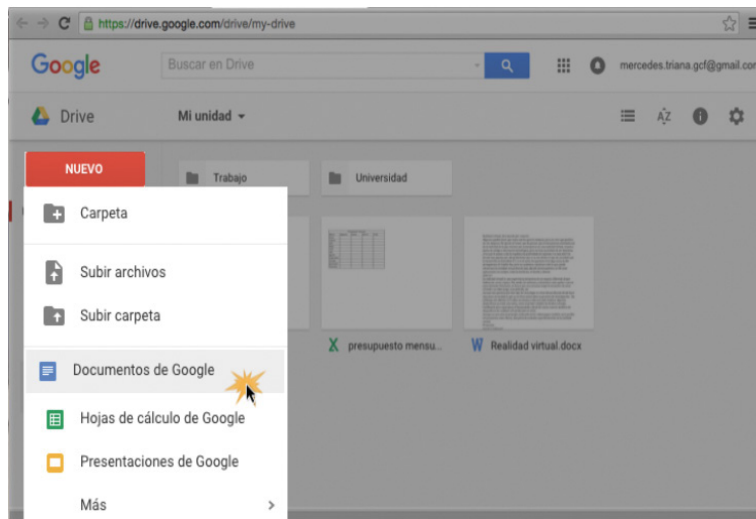 https://drive.google.com/drive/my-drive
Google
Buscar en Drive
mercedes.triana.gcf@gmail.com
Drive
Mi unidad
AZ
NUEVO
Trabajo
Universidad
Carpeta
Subir archivos
Subir carpeta
X presupuesto mensu...
W Realidad virtual.docx
Documentos de Google
Hojas de cálculo de Google
Presentaciones de Google
Más